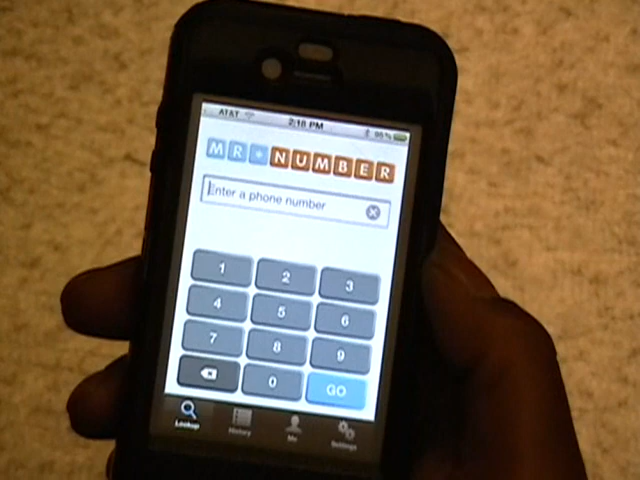 AT&T 2:18 PM
MR NUMBER
Enter a phone number
1 2 3
4 5 6
7 8 9
0 GO
Lookup History Me Settings